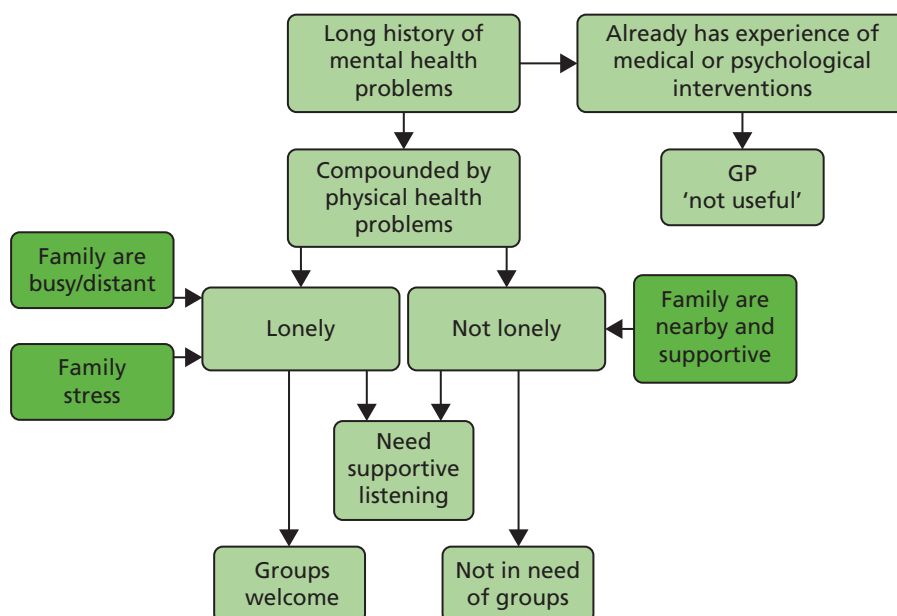 Long history of
mental health
problems
Already has experience of
medical or psychological
interventions
Compounded by
physical health
problems
GP
‘not useful’
Family are
busy/distant
Lonely
Not lonely
Family are
nearby and
supportive
Family
stress
Need
supportive
listening
Groups
welcome
Not in need
of groups